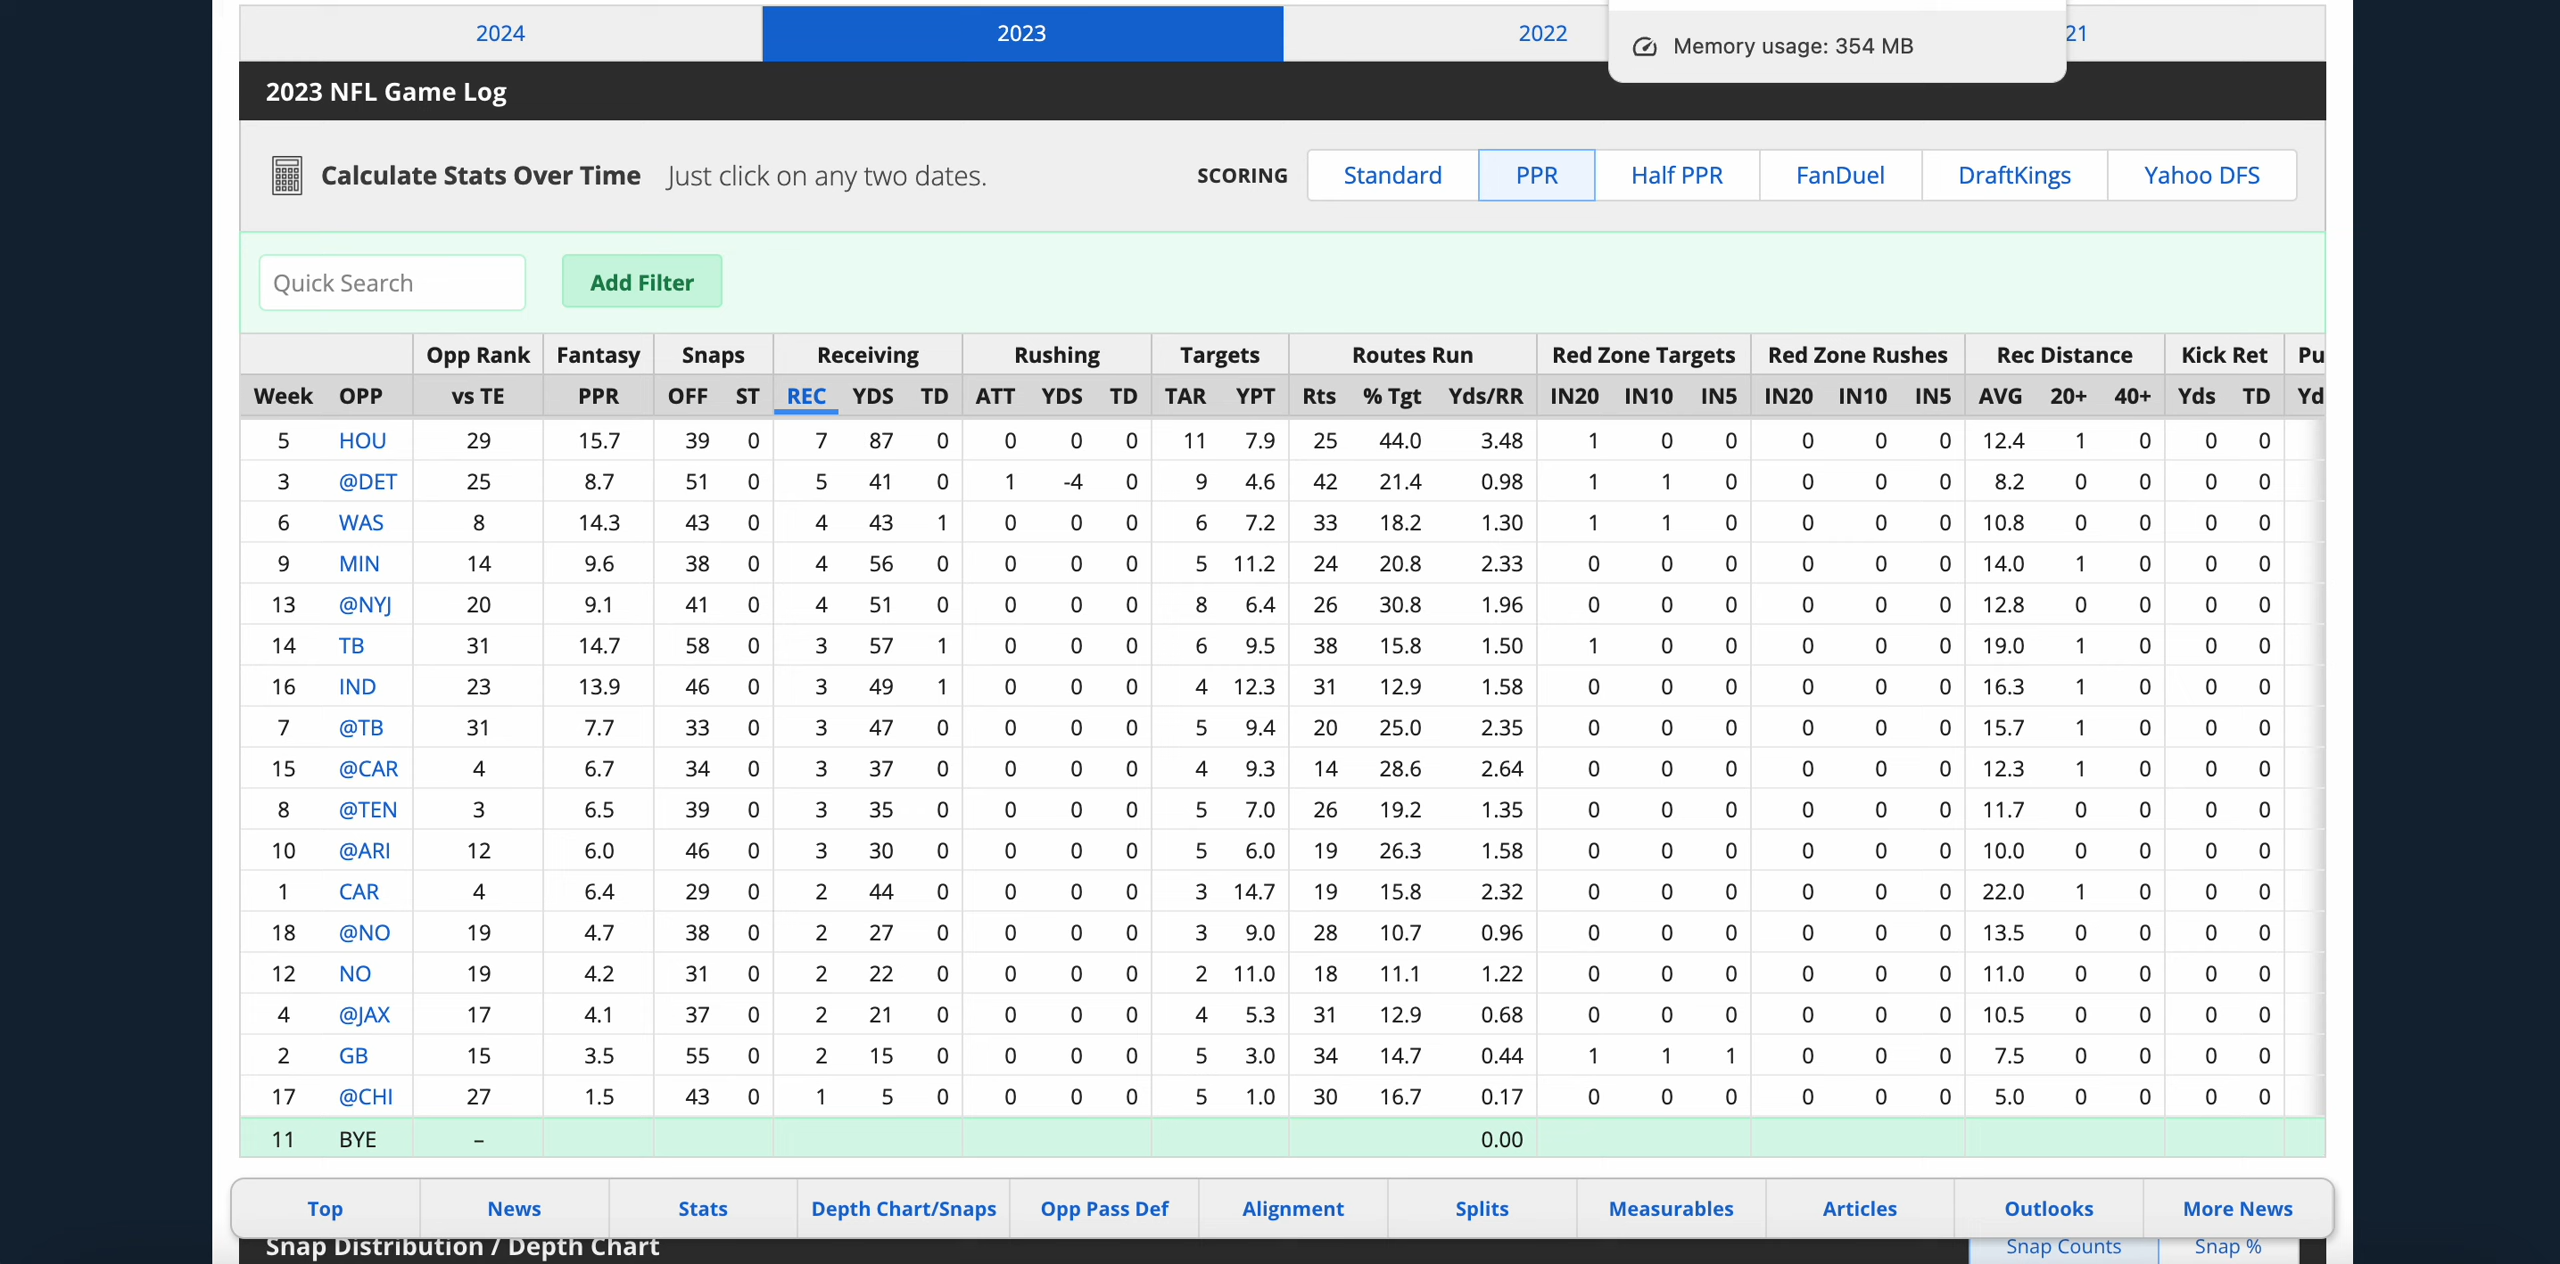 2024 2023 2022 21
Memory usage: 354 MB
2023 NFL Game Log
Calculate Stats Over Time Just click on any two dates. SCORING Standard PPR Half PPR FanDuel DraftKings Yahoo DFS
Quick Search Add Filter
Opp Rank Fantasy Snaps Receiving Rushing Targets Routes Run Red Zone Targets Red Zone Rushes Rec Distance Kick Ret Pu
Week OPP vs TE PPR OFF ST REC YDS TD ATT YDS TD TAR YPT Rts % Tgt Yds/RR IN20 IN10 IN5 IN20 IN10 IN5 AVG 20+ 40+ Yds TD Yd
5 HOU 29 15.7 39 0 7 87 0 0 0 0 11 7.9 25 44.0 3.48 1 0 0 0 0 0 12.4 1 0 0 0
3 @DET 25 8.7 51 0 5 41 0 1 -4 0 9 4.6 42 21.4 0.98 1 1 0 0 0 0 8.2 0 0 0 0
6 WAS 8 14.3 43 0 4 43 1 0 0 0 6 7.2 33 18.2 1.30 1 1 0 0 0 0 10.8 0 0 0 0
9 MIN 14 9.6 38 0 4 56 0 0 0 0 5 11.2 24 20.8 2.33 0 0 0 0 0 0 14.0 1 0 0 0
13 @NYJ 20 9.1 41 0 4 51 0 0 0 0 8 6.4 26 30.8 1.96 0 0 0 0 0 0 12.8 0 0 0 0
14 TB 31 14.7 58 0 3 57 1 0 0 0 6 9.5 38 15.8 1.50 1 0 0 0 0 0 19.0 1 0 0 0
16 IND 23 13.9 46 0 3 49 1 0 0 0 4 12.3 31 12.9 1.58 0 0 0 0 0 0 16.3 1 0 0 0
7 @TB 31 7.7 33 0 3 47 0 0 0 0 5 9.4 20 25.0 2.35 0 0 0 0 0 0 15.7 1 0 0 0
15 @CAR 4 6.7 34 0 3 37 0 0 0 0 4 9.3 14 28.6 2.64 0 0 0 0 0 0 12.3 1 0 0 0
8 @TEN 3 6.5 39 0 3 35 0 0 0 0 5 7.0 26 19.2 1.35 0 0 0 0 0 0 11.7 0 0 0 0
10 @ARI 12 6.0 46 0 3 30 0 0 0 0 5 6.0 19 26.3 1.58 0 0 0 0 0 0 10.0 0 0 0 0
1 CAR 4 6.4 29 0 2 44 0 0 0 0 3 14.7 19 15.8 2.32 0 0 0 0 0 0 22.0 1 0 0 0
18 @NO 19 4.7 38 0 2 27 0 0 0 0 3 9.0 28 10.7 0.96 0 0 0 0 0 0 13.5 0 0 0 0
12 NO 19 4.2 31 0 2 22 0 0 0 0 2 11.0 18 11.1 1.22 0 0 0 0 0 0 11.0 0 0 0 0
4 @JAX 17 4.1 37 0 2 21 0 0 0 0 4 5.3 31 12.9 0.68 0 0 0 0 0 0 10.5 0 0 0 0
2 GB 15 3.5 55 0 2 15 0 0 0 0 5 3.0 34 14.7 0.44 1 1 1 0 0 0 7.5 0 0 0 0
17 @CHI 27 1.5 43 0 1 5 0 0 0 0 5 1.0 30 16.7 0.17 0 0 0 0 0 0 5.0 0 0 0 0
11 BYE – 0.00
Top News Stats Depth Chart/Snaps Opp Pass Def Alignment Splits Measurables Articles Outlooks More News
Snap Distribution / Depth Chart Snap Counts Snap %